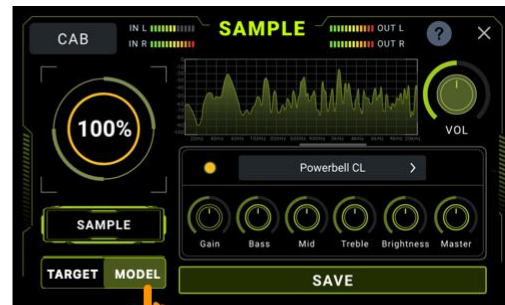 CAB
IN L
IN R
SAMPLE
OUT L
OUT R
?
100%
VOL
Powerbell CL
SAMPLE
Gain Bass Mid Treble Brightness Master
TARGET MODEL
SAVE